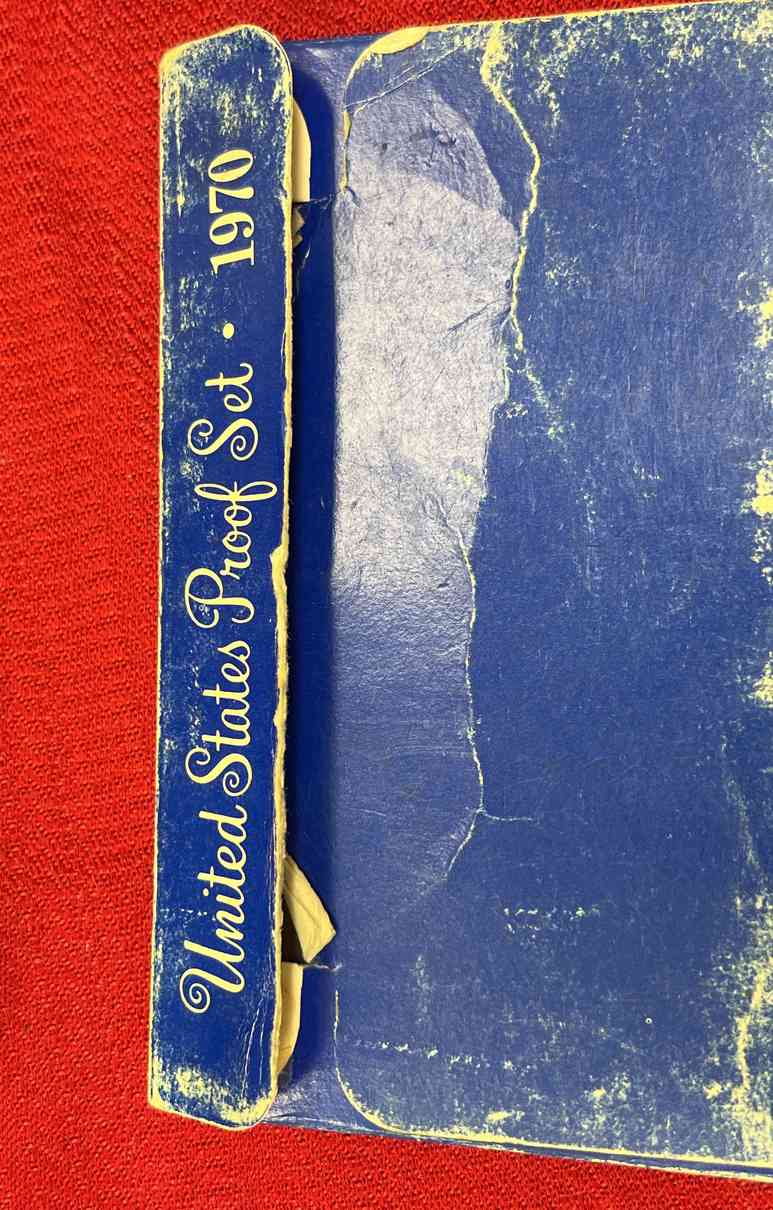 United States Proof Set • 1970